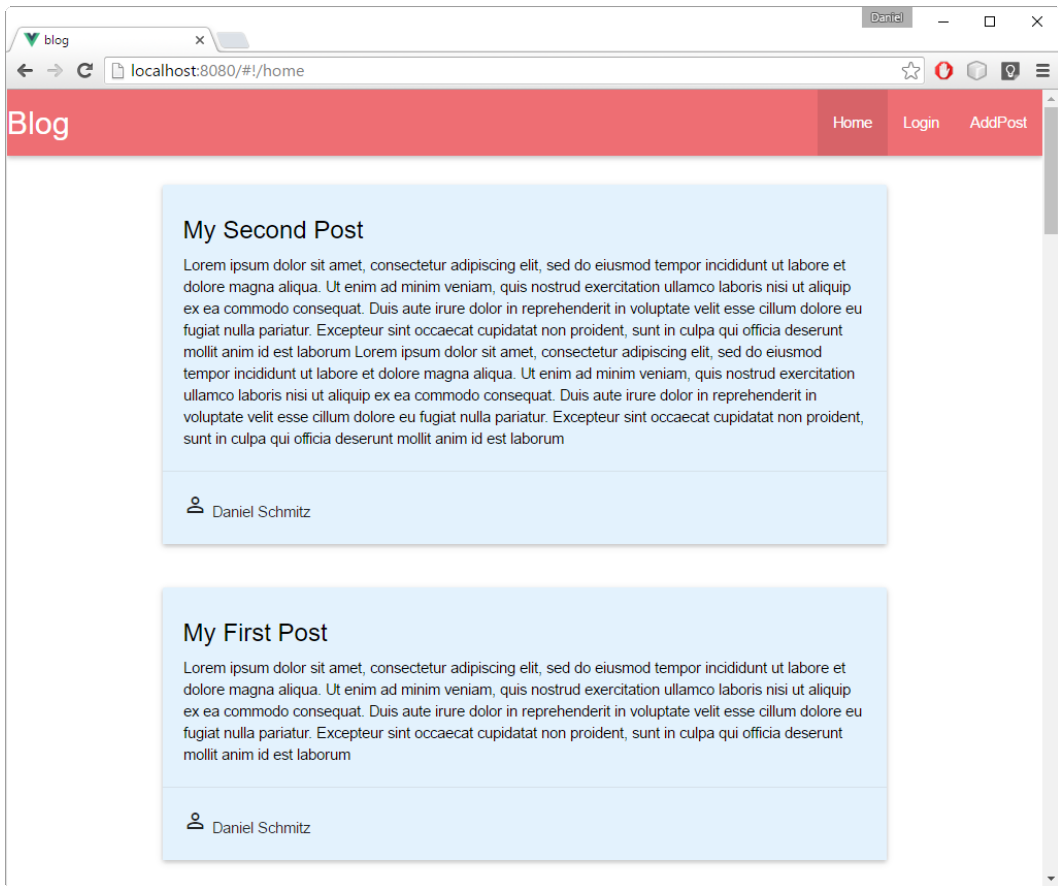 Daniel
blog
localhost:8080/#!/home
Blog
Home Login AddPost
My Second Post
Lorem ipsum dolor sit amet, consectetur adipiscing elit, sed do eiusmod tempor incididunt ut labore et
dolore magna aliqua. Ut enim ad minim veniam, quis nostrud exercitation ullamco laboris nisi ut aliquip
ex ea commodo consequat. Duis aute irure dolor in reprehenderit in voluptate velit esse cillum dolore eu
fugiat nulla pariatur. Excepteur sint occaecat cupidatat non proident, sunt in culpa qui officia deserunt
mollit anim id est laborum Lorem ipsum dolor sit amet, consectetur adipiscing elit, sed do eiusmod
tempor incididunt ut labore et dolore magna aliqua. Ut enim ad minim veniam, quis nostrud exercitation
ullamco laboris nisi ut aliquip ex ea commodo consequat. Duis aute irure dolor in reprehenderit in
voluptate velit esse cillum dolore eu fugiat nulla pariatur. Excepteur sint occaecat cupidatat non proident,
sunt in culpa qui officia deserunt mollit anim id est laborum
Daniel Schmitz
My First Post
Lorem ipsum dolor sit amet, consectetur adipiscing elit, sed do eiusmod tempor incididunt ut labore et
dolore magna aliqua. Ut enim ad minim veniam, quis nostrud exercitation ullamco laboris nisi ut aliquip
ex ea commodo consequat. Duis aute irure dolor in reprehenderit in voluptate velit esse cillum dolore eu
fugiat nulla pariatur. Excepteur sint occaecat cupidatat non proident, sunt in culpa qui officia deserunt
mollit anim id est laborum
Daniel Schmitz